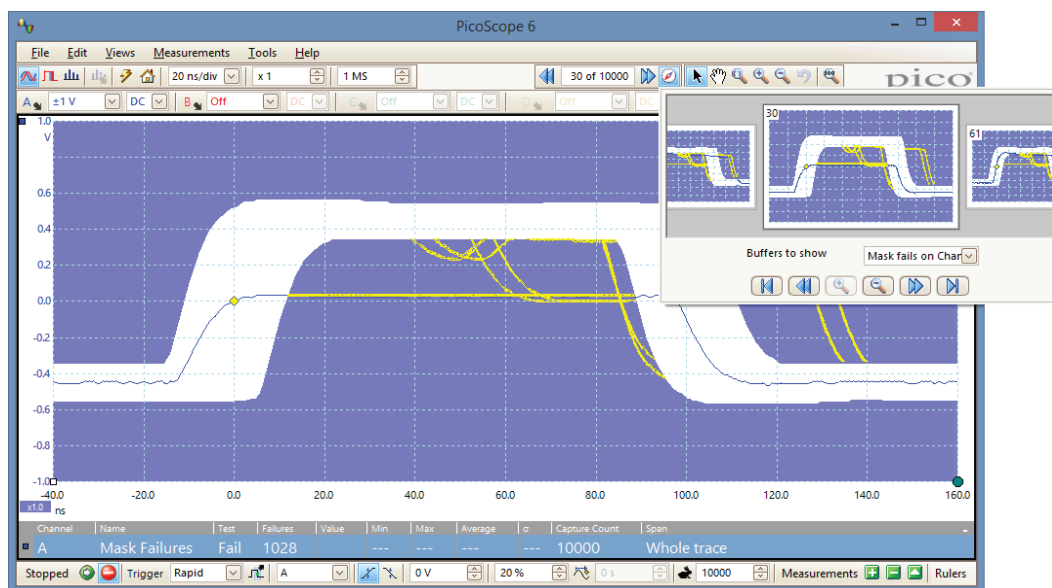 PicoScope 6
File Edit Views Measurements Tools Help
20 ns/div x 1 1 MS 30 of 10000 pico
A ±1 V DC B Off DC C Off DC D Off DC
30
61
Buffers to show Mask fails on Chan
1.0
V
0.6
0.4
0.2
0.0
-0.2
-0.4
-0.6
-0.8
-1.0
-40.0 -20.0 0.0 20.0 40.0 60.0 80.0 100.0 120.0 140.0 160.0
x1.0 ns
Channel Name Test Failures Value Min Max Average σ Capture Count Span
A Mask Failures Fail 1028 --- --- --- --- 10000 Whole trace
Stopped Trigger Rapid A 0 V 20 % 0 s 10000 Measurements Rulers